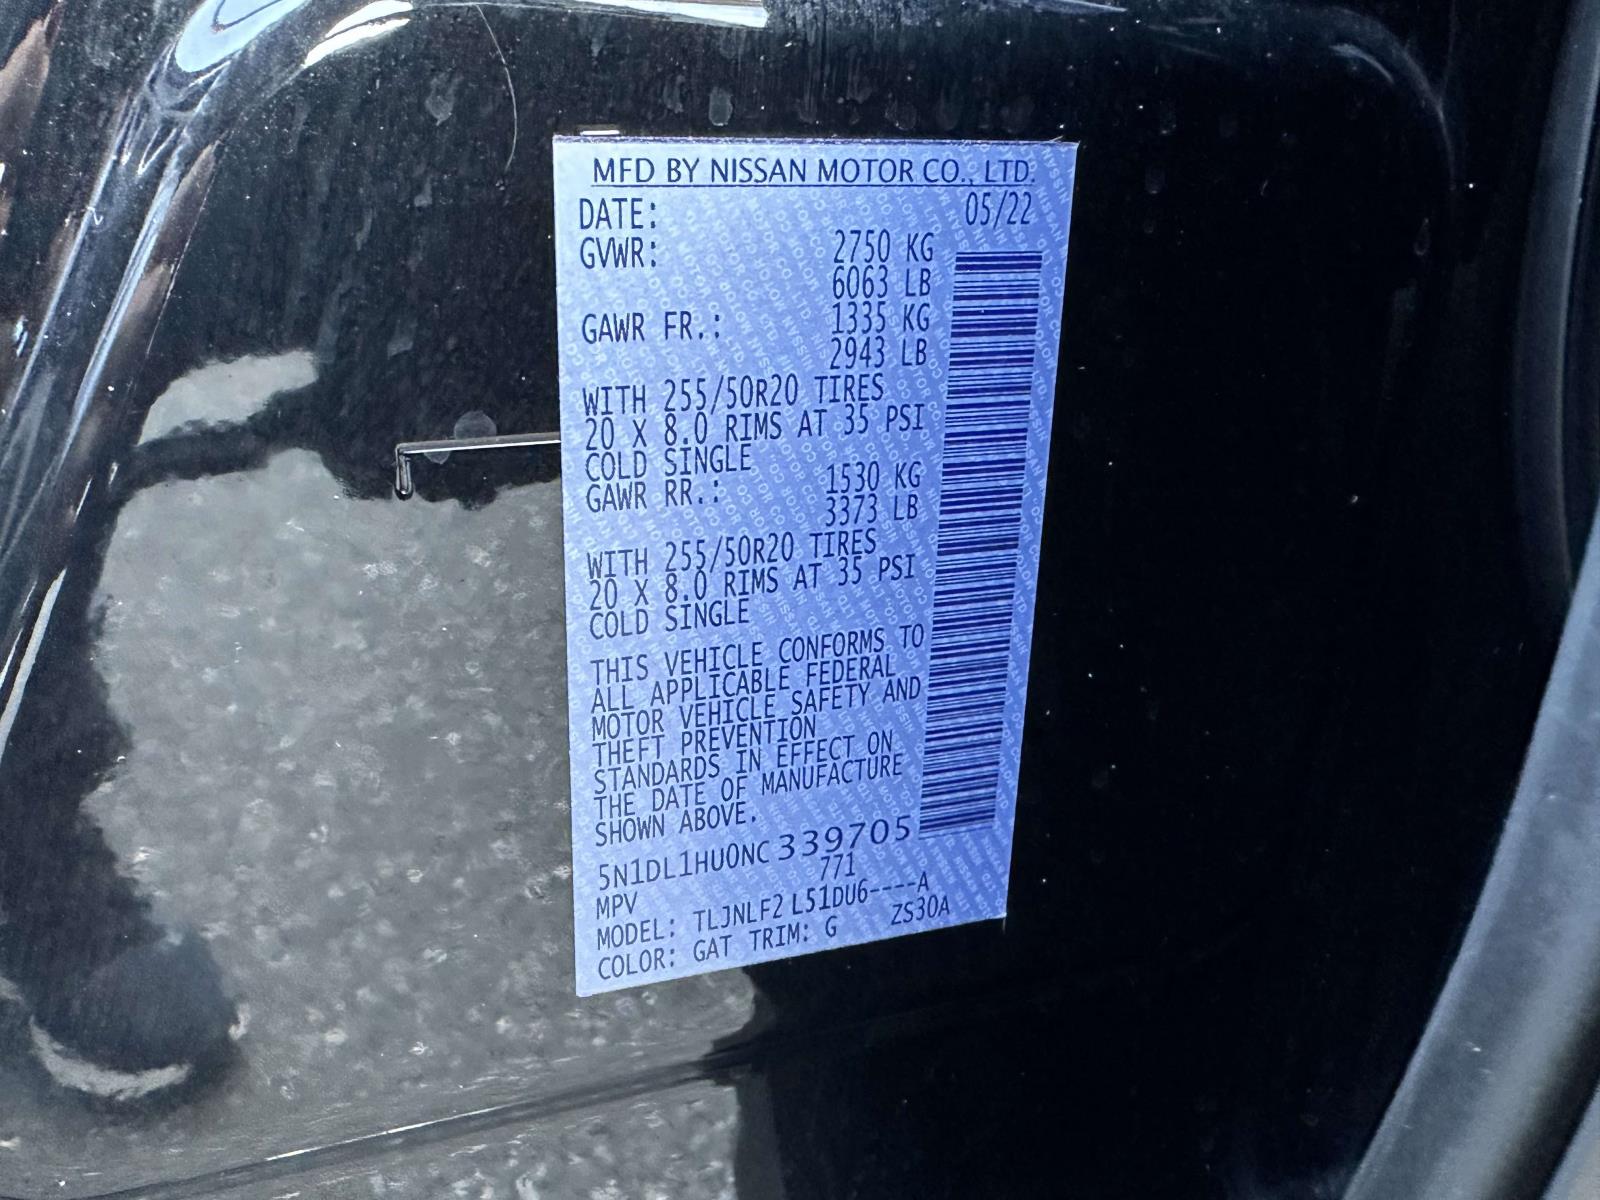 MFD BY NISSAN MOTOR CO., LTD.
DATE: 05/22
GVWR: 2750 KG
6063 LB
GAWR FR.: 1335 KG
2943 LB
WITH 255/50R20 TIRES
20 X 8.0 RIMS AT 35 PSI
COLD SINGLE
GAWR RR.: 1530 KG
3373 LB
WITH 255/50R20 TIRES
20 X 8.0 RIMS AT 35 PSI
COLD SINGLE
THIS VEHICLE CONFORMS TO
ALL APPLICABLE FEDERAL
MOTOR VEHICLE SAFETY AND
THEFT PREVENTION
STANDARDS IN EFFECT ON
THE DATE OF MANUFACTURE
SHOWN ABOVE.
5N1DL1HU0NC339705
MPV 771
MODEL: TLJNLF2 L51DU6----A
COLOR: GAT TRIM: G ZS30A